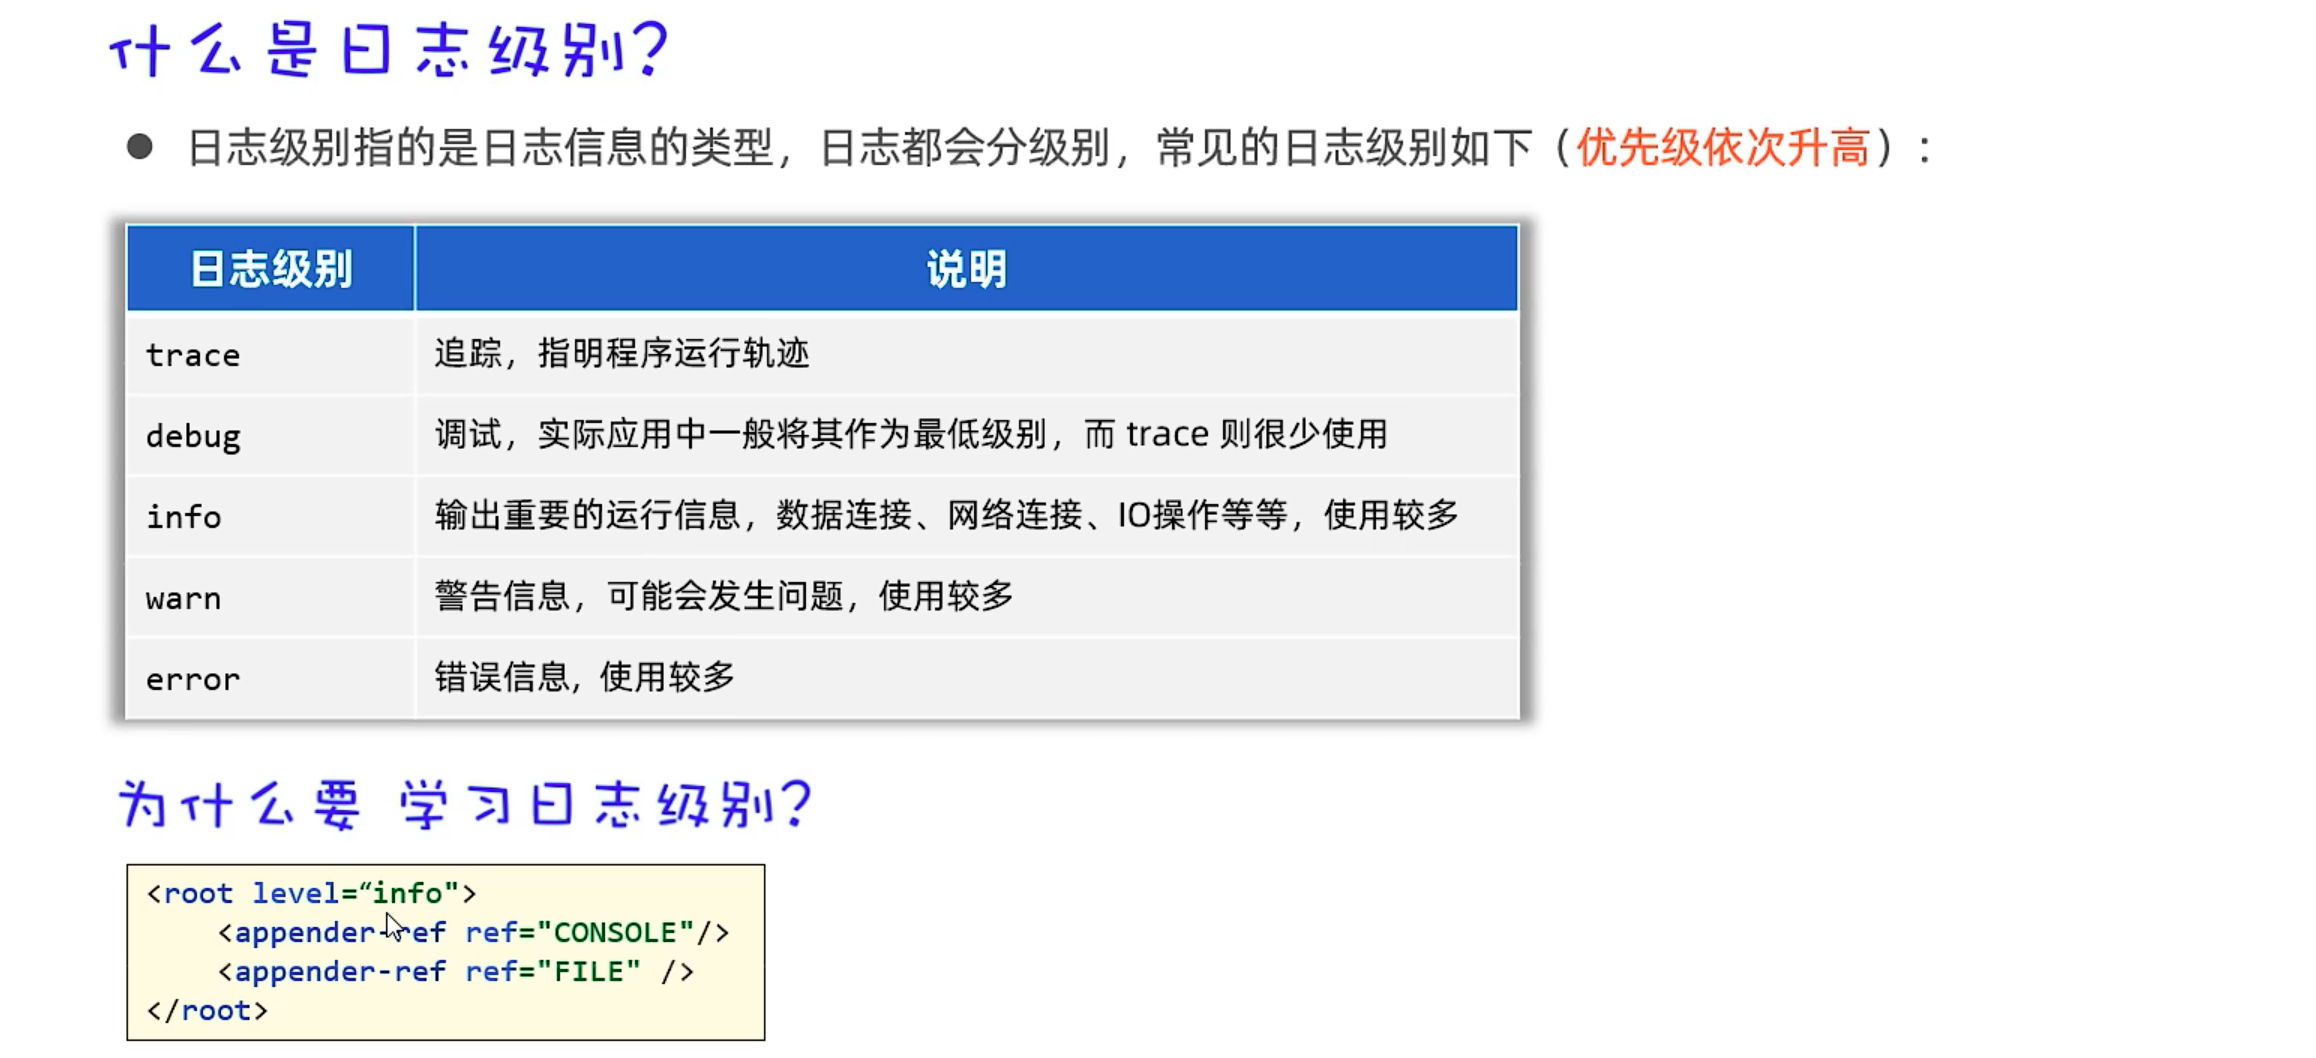 什么是日志级别？
● 日志级别指的是日志信息的类型，日志都会分级别，常见的日志级别如下（优先级依次升高）：
日志级别 说明
trace 追踪，指明程序运行轨迹
debug 调试，实际应用中一般将其作为最低级别，而 trace 则很少使用
info 输出重要的运行信息，数据连接、网络连接、IO操作等等，使用较多
warn 警告信息，可能会发生问题，使用较多
error 错误信息，使用较多
为什么要 学习日志级别？
<root level=“info">
    <appender-ref ref="CONSOLE"/>
    <appender-ref ref="FILE" />
</root>